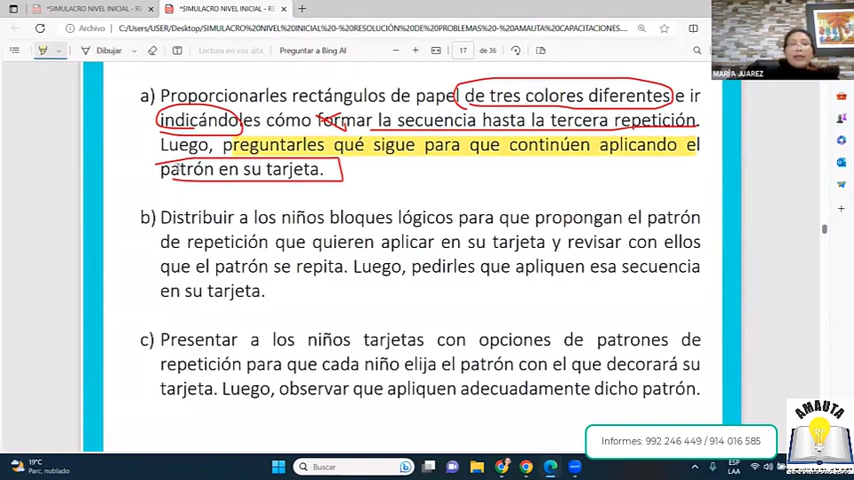 *SIMULACRO NIVEL INICIAL - RES
*SIMULACRO NIVEL INICIAL - RES
Archivo C:/Users/USER/Desktop/SIMULACRO%20NIVEL%20INICIAL%20-%20RESOLUCIÓN%20DE%20PROBLEMAS%20-%20AMAUTA%20CAPACITACIONES....
Dibujar Lectura en voz alta Preguntar a Bing AI 17 de 36
MARÍA JUAREZ
a) Proporcionarles rectángulos de papel de tres colores diferentes e ir
indicándoles cómo formar la secuencia hasta la tercera repetición.
Luego, preguntarles qué sigue para que continúen aplicando el
patrón en su tarjeta.
b) Distribuir a los niños bloques lógicos para que propongan el patrón
de repetición que quieren aplicar en su tarjeta y revisar con ellos
que el patrón se repita. Luego, pedirles que apliquen esa secuencia
en su tarjeta.
c) Presentar a los niños tarjetas con opciones de patrones de
repetición para que cada niño elija el patrón con el que decorará su
tarjeta. Luego, observar que apliquen adecuadamente dicho patrón.
AMAUTA
Informes: 992 246 449 / 914 016 585
19°C
Parc. nublado
Buscar
ESP
LAA